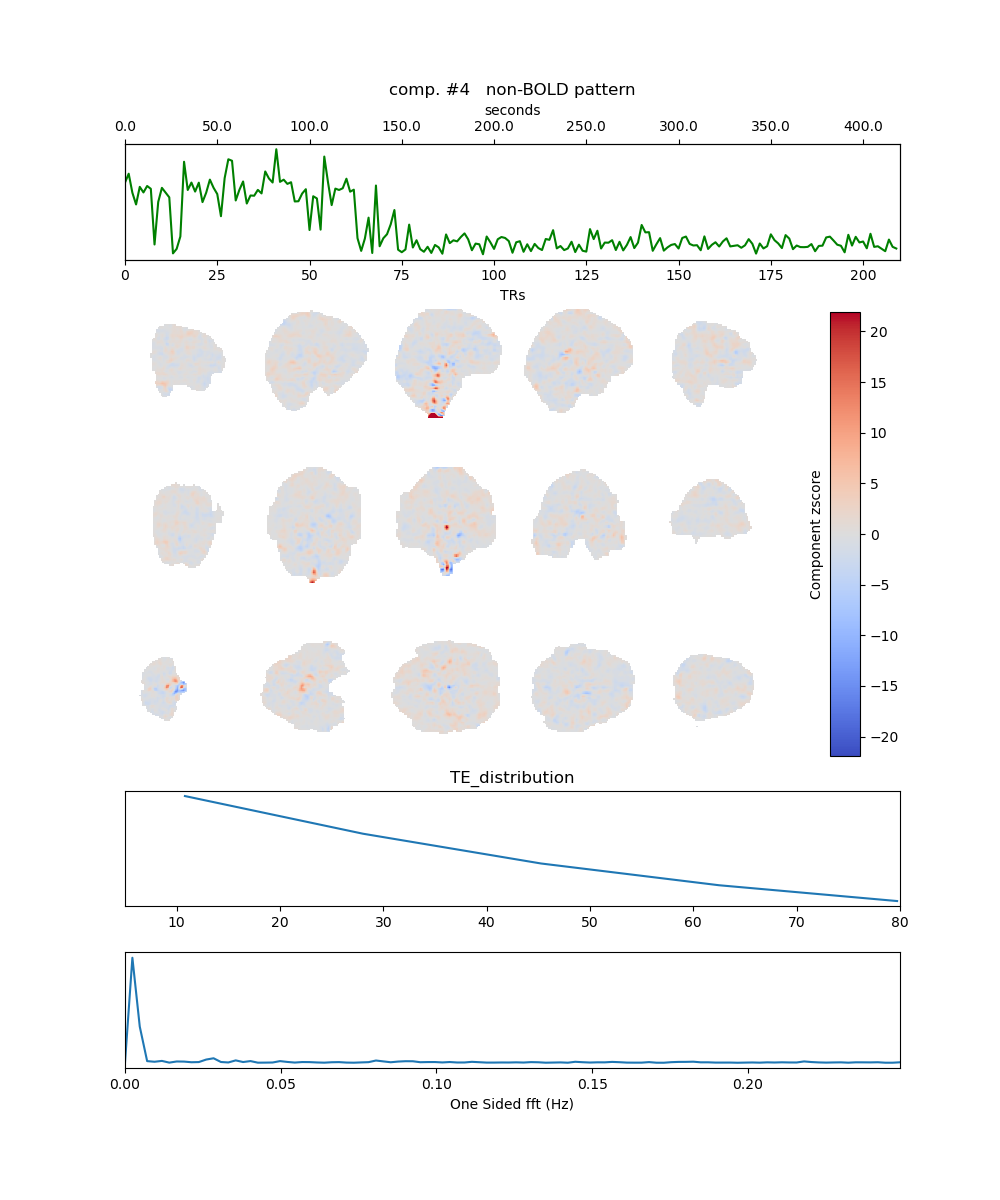 comp. #4   non-BOLD pattern
seconds
0.0 50.0 100.0 150.0 200.0 250.0 300.0 350.0 400.0
0 25 50 75 100 125 150 175 200
TRs
20
15
10
5
0
−5
−10
−15
−20
Component zscore
TE_distribution
10 20 30 40 50 60 70 80
0.00 0.05 0.10 0.15 0.20
One Sided fft (Hz)